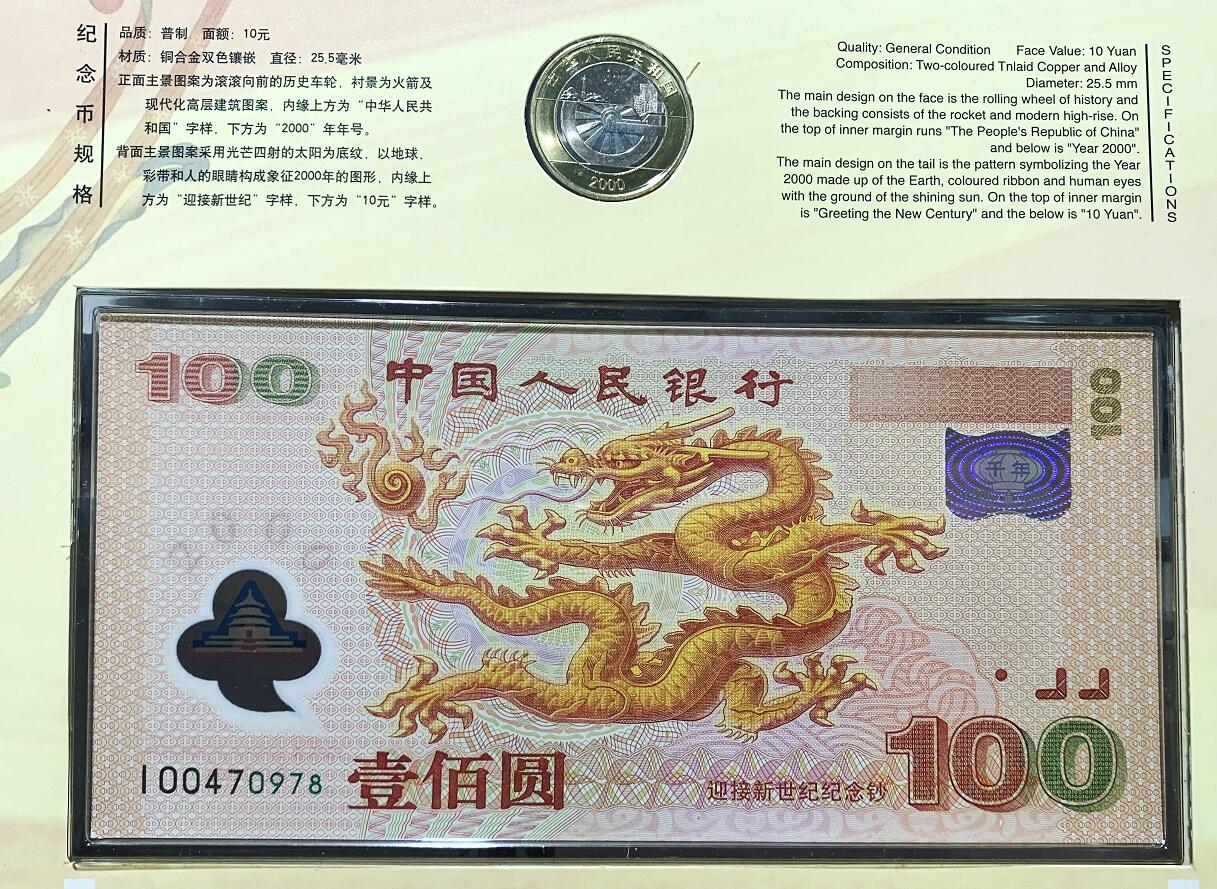 纪念币规格
品质：普制 面额：10元
材质：铜合金双色镶嵌 直径：25.5毫米
正面主景图案为滚滚向前的历史车轮，衬景为火箭及
现代化高层建筑图案，内缘上方为“中华人民共
和国”字样，下方为“2000”年年号。
背面主景图案采用光芒四射的太阳为底纹，以地球、
彩带和人的眼睛构成象征2000年的图形，内缘上
方为“迎接新世纪”字样，下方为“10元”字样。
中华人民共和国
2000
Quality: General Condition Face Value: 10 Yuan
Composition: Two-coloured Tnlaid Copper and Alloy
Diameter: 25.5 mm
The main design on the face is the rolling wheel of history and
the backing consists of the rocket and modern high-rise. On
the top of inner margin runs "The People's Republic of China"
and below is "Year 2000".
The main design on the tail is the pattern symbolizing the Year
2000 made up of the Earth, coloured ribbon and human eyes
with the ground of the shining sun. On the top of inner margin
is "Greeting the New Century" and the below is "10 Yuan".
SPECIFICATIONS
100
中国人民银行
100
千年
I00470978
壹佰圆
迎接新世纪纪念钞
100